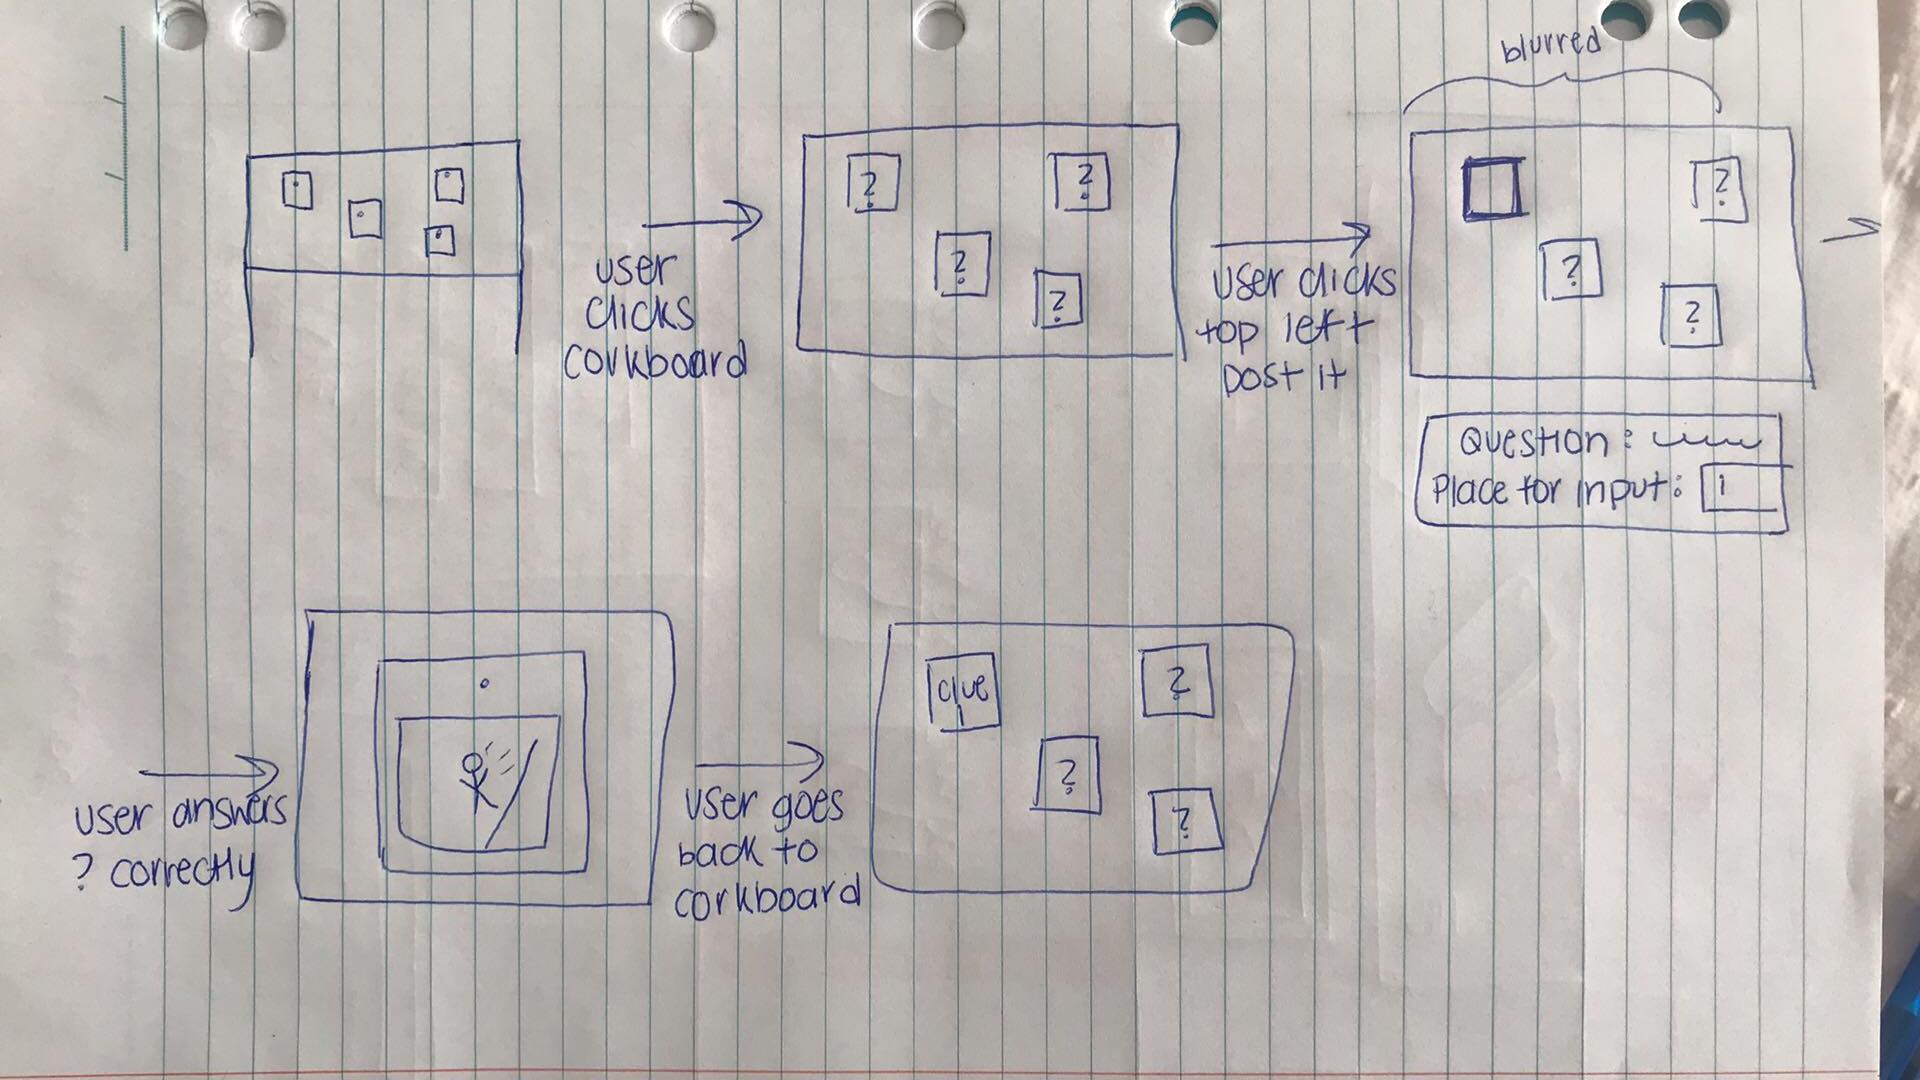 blurred
?
?
?
?
user
clicks
corkboard
user clicks
top left
post it
?
?
?
Question:
Place for input:
user answers
? correctly
user goes
back to
corkboard
clue
1
?
?
?